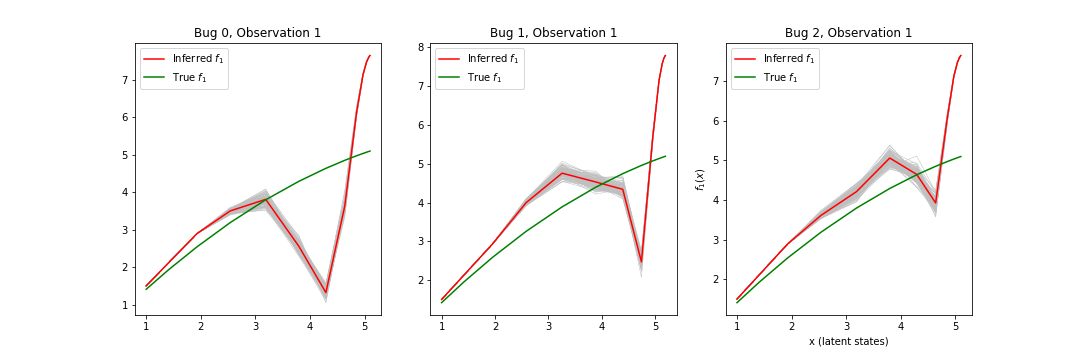 Bug 0, Observation 1
Inferred f₁
True f₁
7
6
5
4
3
2
1
1 2 3 4 5
Bug 1, Observation 1
Inferred f₁
True f₁
8
7
6
5
4
3
2
1 2 3 4 5
Bug 2, Observation 1
Inferred f₁
True f₁
f₁(x)
7
6
5
4
3
2
1 2 3 4 5
x (latent states)